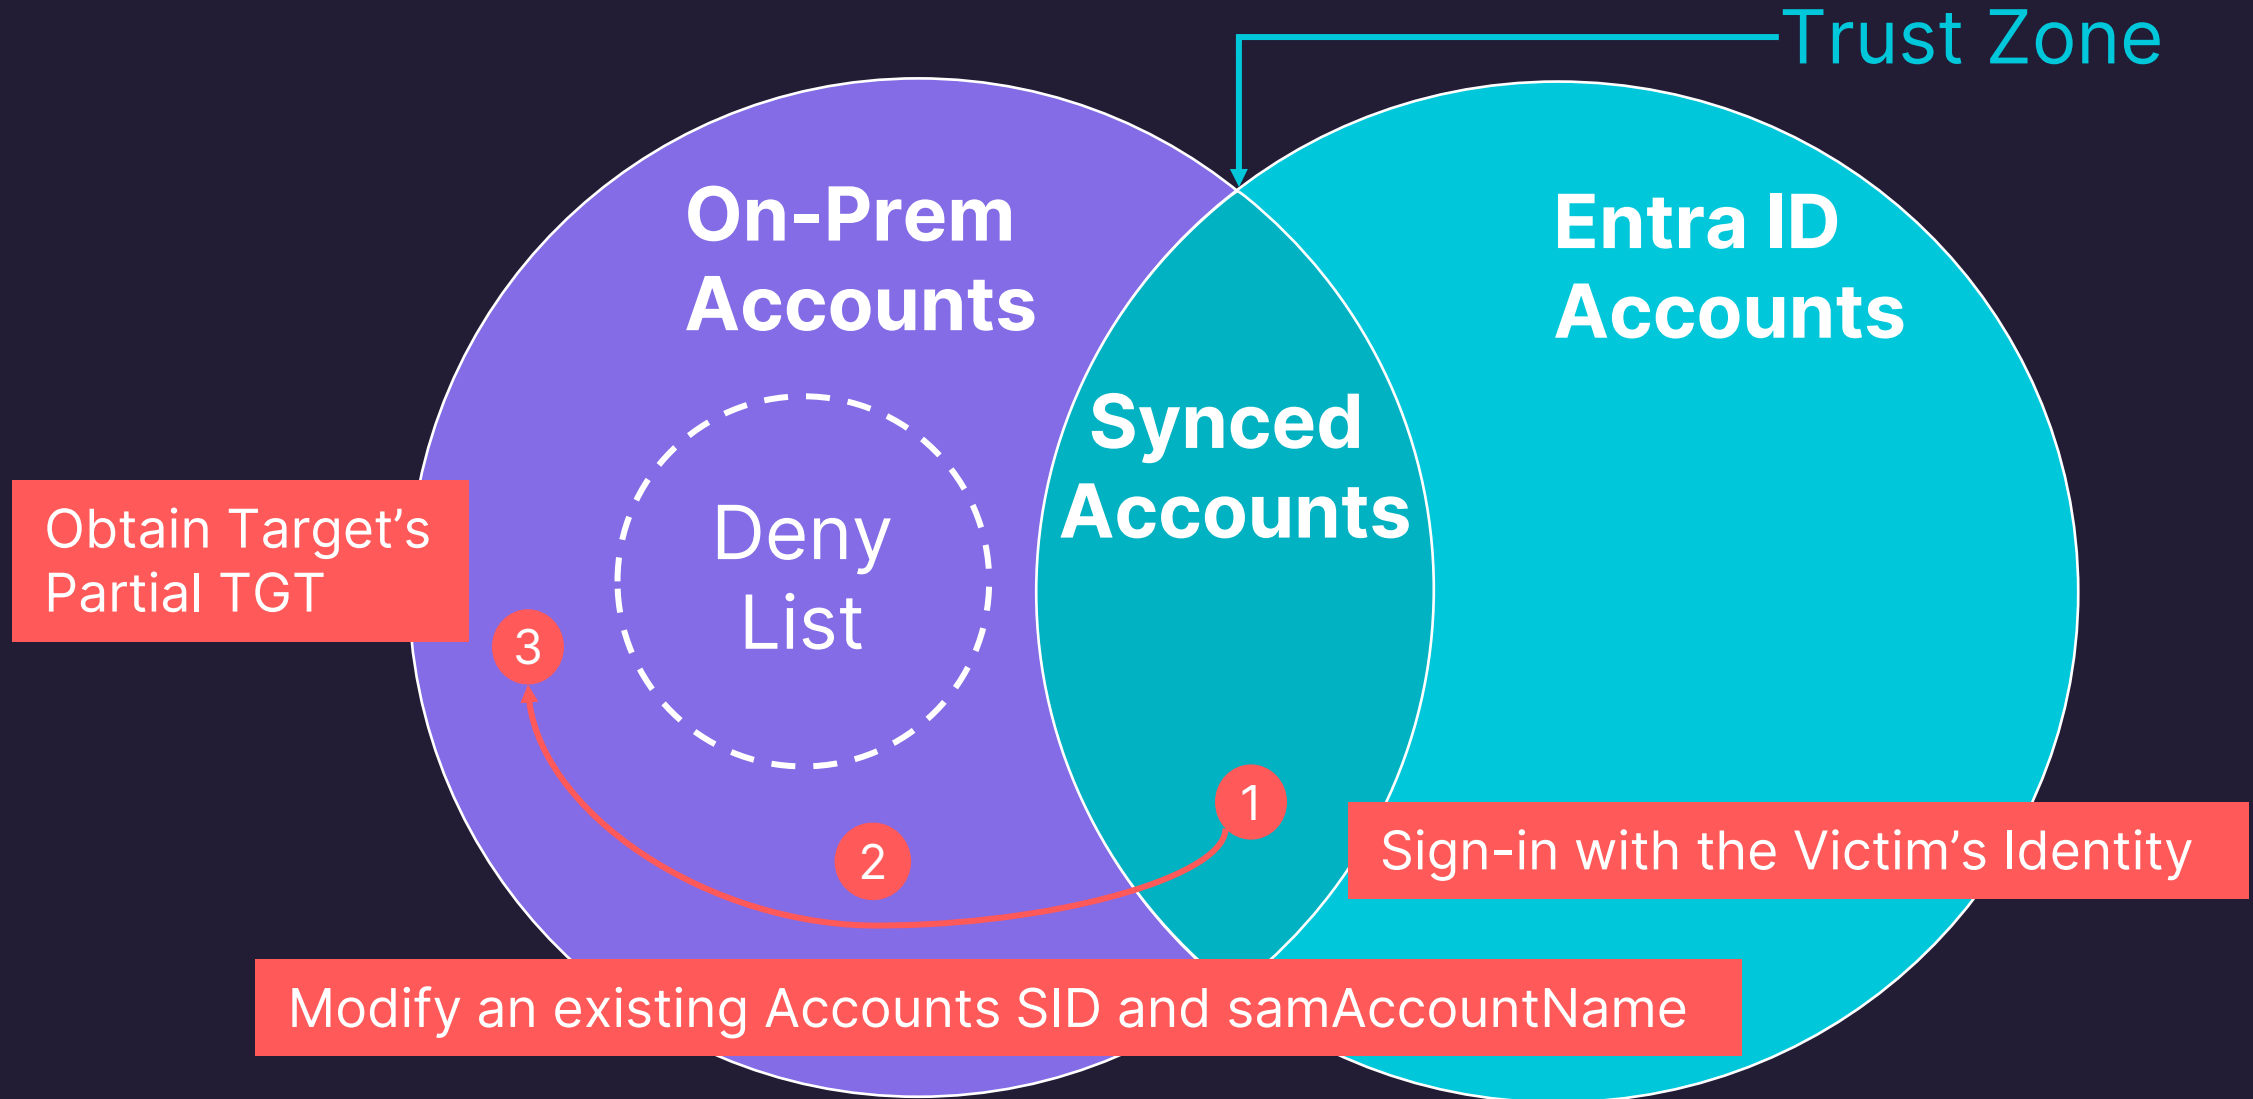 Trust Zone
On-Prem
Accounts
Entra ID
Accounts
Synced
Accounts
Deny
List
Obtain Target’s
Partial TGT
3
2
1
Sign-in with the Victim’s Identity
Modify an existing Accounts SID and samAccountName